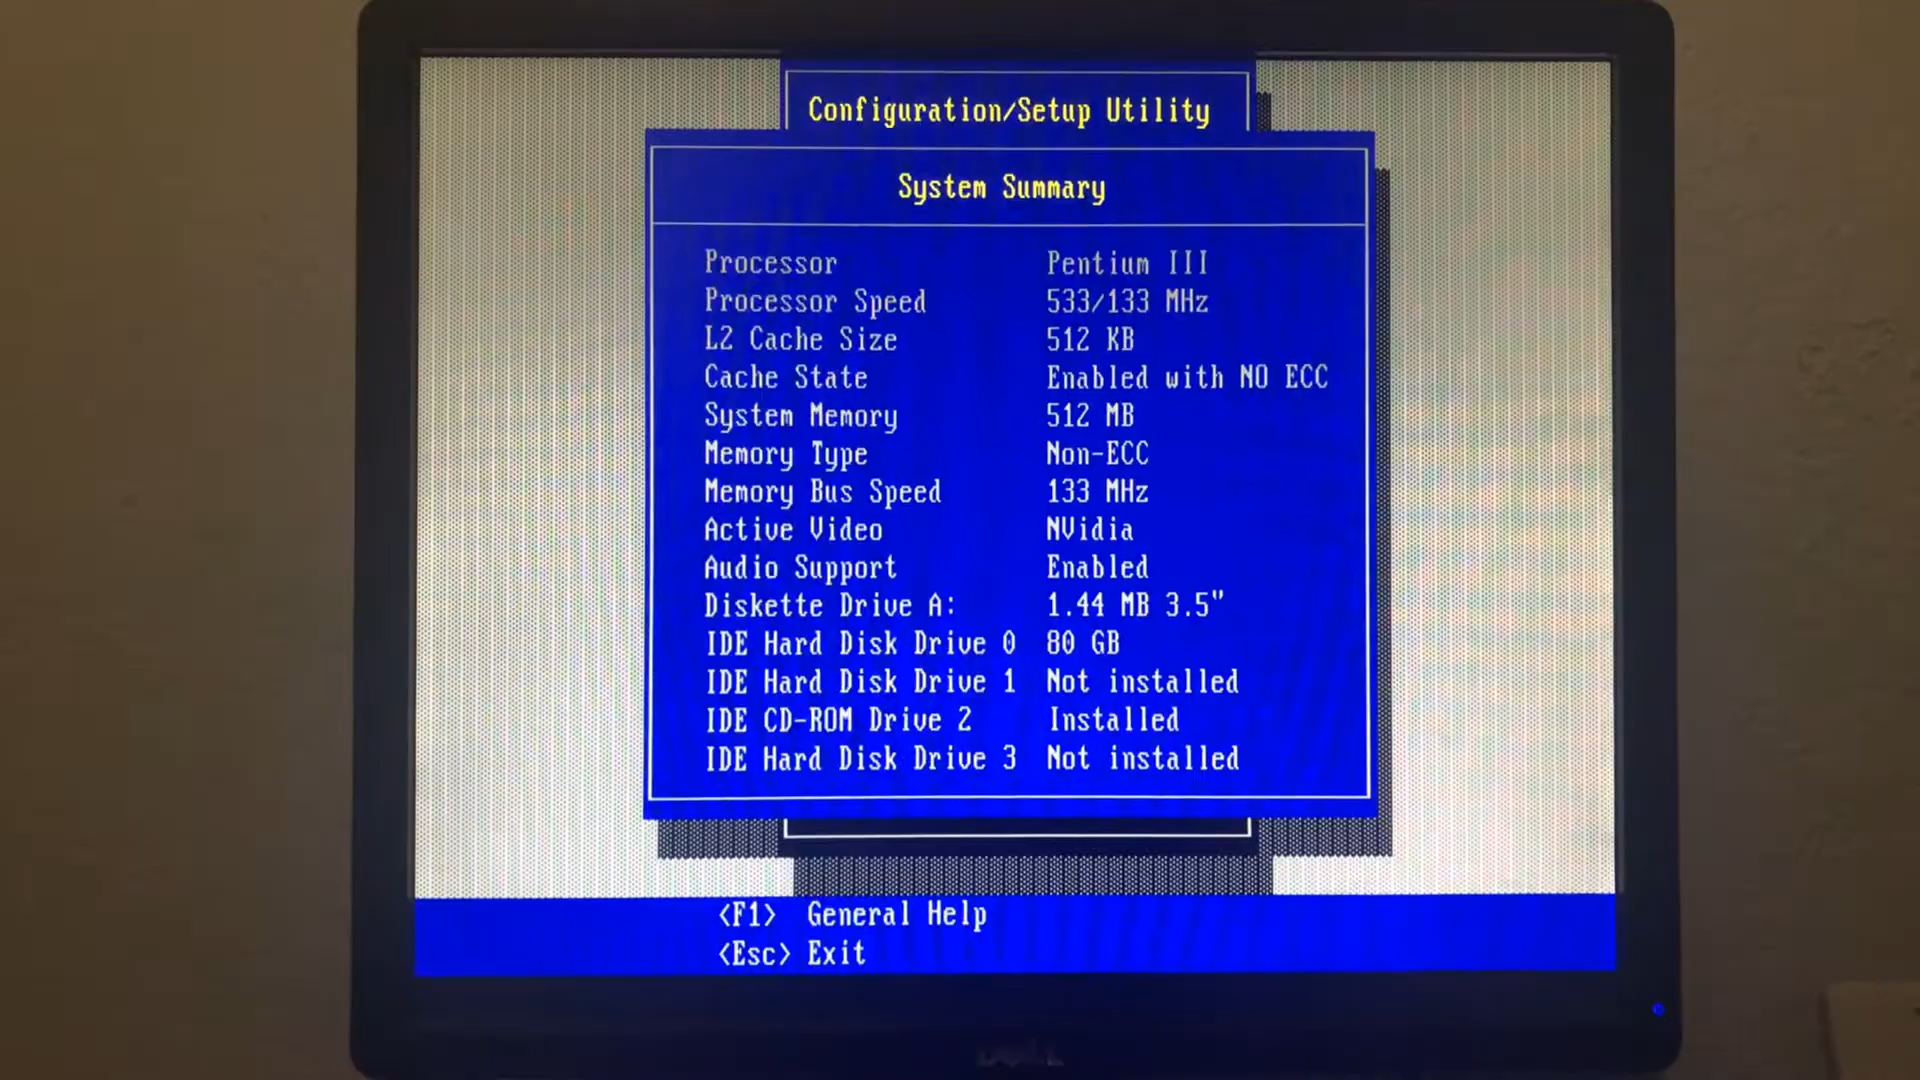 Configuration/Setup Utility
System Summary
Processor Pentium III
Processor Speed 533/133 MHz
L2 Cache Size 512 KB
Cache State Enabled with NO ECC
System Memory 512 MB
Memory Type Non-ECC
Memory Bus Speed 133 MHz
Active Video NVidia
Audio Support Enabled
Diskette Drive A: 1.44 MB 3.5"
IDE Hard Disk Drive 0 80 GB
IDE Hard Disk Drive 1 Not installed
IDE CD-ROM Drive 2 Installed
IDE Hard Disk Drive 3 Not installed
<F1> General Help
<Esc> Exit
DELL